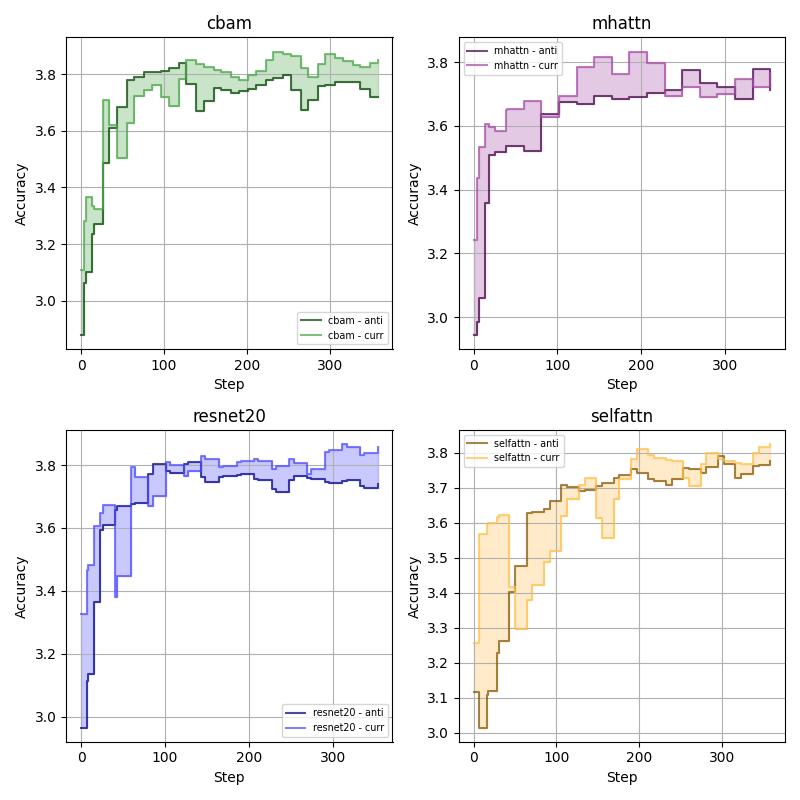 cbam
Accuracy
3.8
3.6
3.4
3.2
3.0
cbam - anti
cbam - curr
0 100 200 300
Step
mhattn
Accuracy
3.8
3.6
3.4
3.2
3.0
mhattn - anti
mhattn - curr
0 100 200 300
Step
resnet20
Accuracy
3.8
3.6
3.4
3.2
3.0
resnet20 - anti
resnet20 - curr
0 100 200 300
Step
selfattn
Accuracy
3.8
3.7
3.6
3.5
3.4
3.3
3.2
3.1
3.0
selfattn - anti
selfattn - curr
0 100 200 300
Step